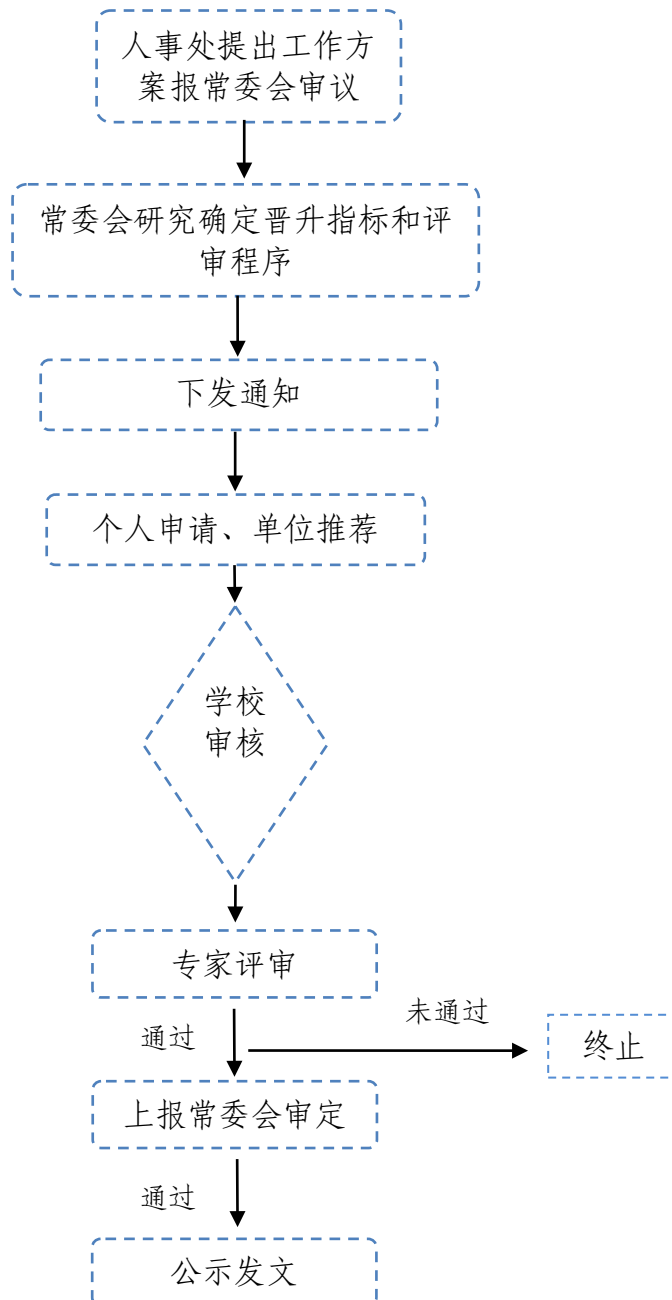 人事处提出工作方
案报常委会审议
常委会研究确定晋升指标和评
审程序
下发通知
个人申请、单位推荐
学校
审核
专家评审
未通过
通过
终止
上报常委会审定
通过
公示发文